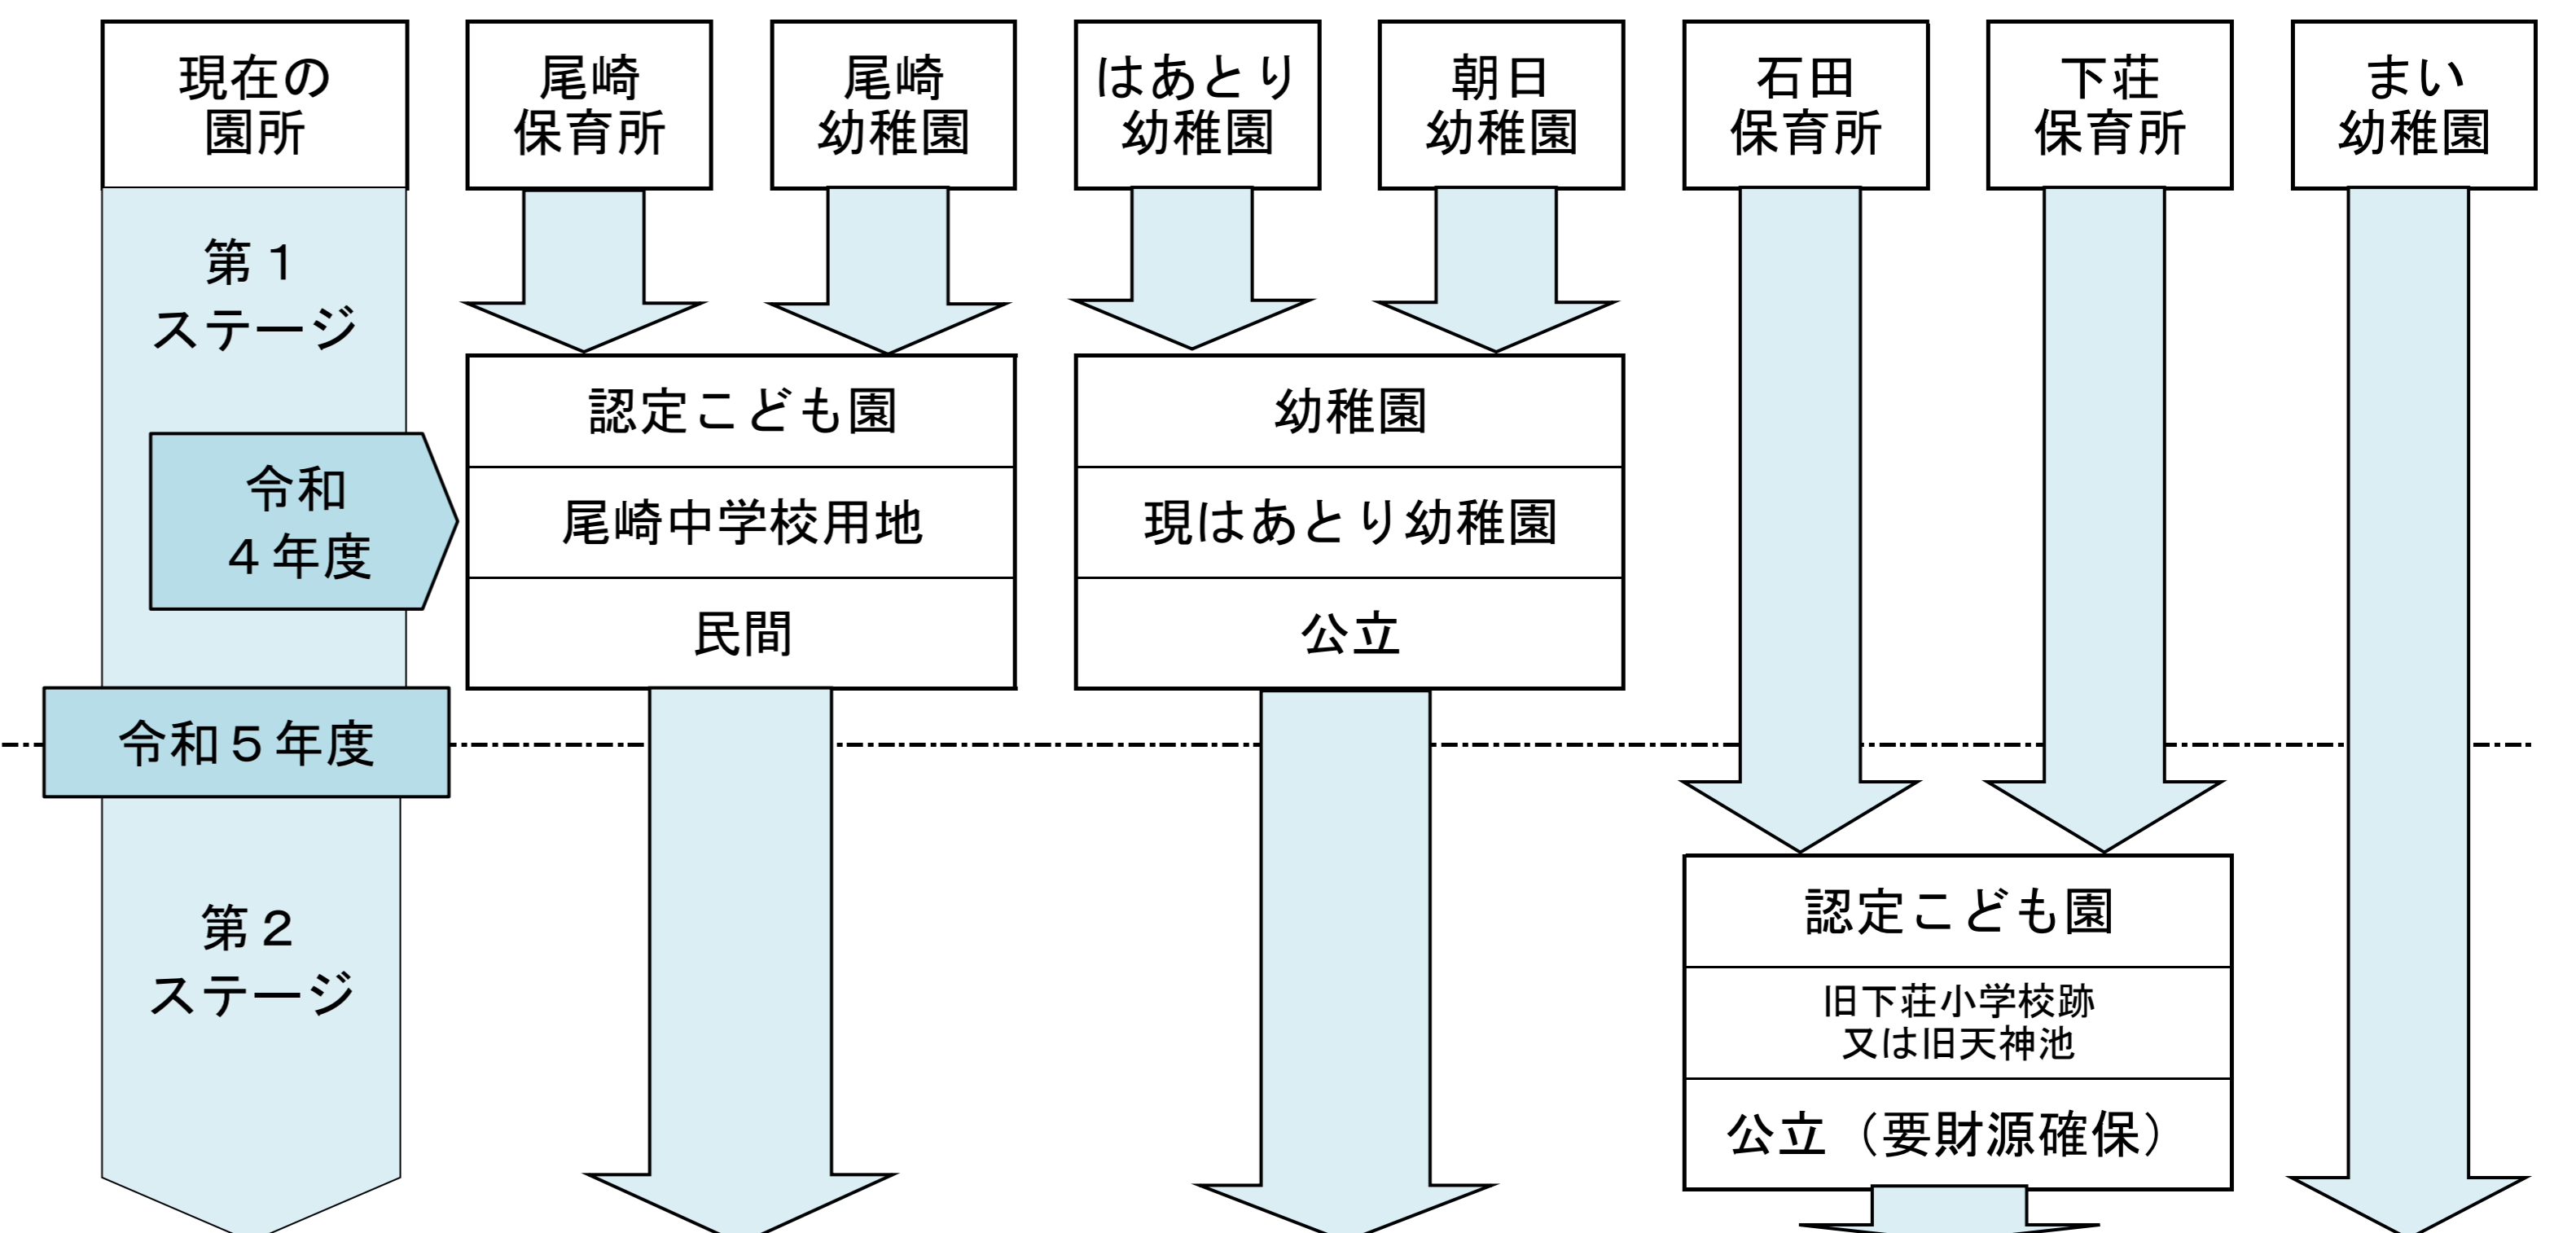 現在の
園所
尾崎
保育所
尾崎
幼稚園
はあとり
幼稚園
朝日
幼稚園
石田
保育所
下荘
保育所
まい
幼稚園
第１
ステージ
認定こども園
幼稚園
令和
４年度
尾崎中学校用地
現はあとり幼稚園
民間
公立
令和５年度
第２
ステージ
認定こども園
旧下荘小学校跡
又は旧天神池
公立（要財源確保）